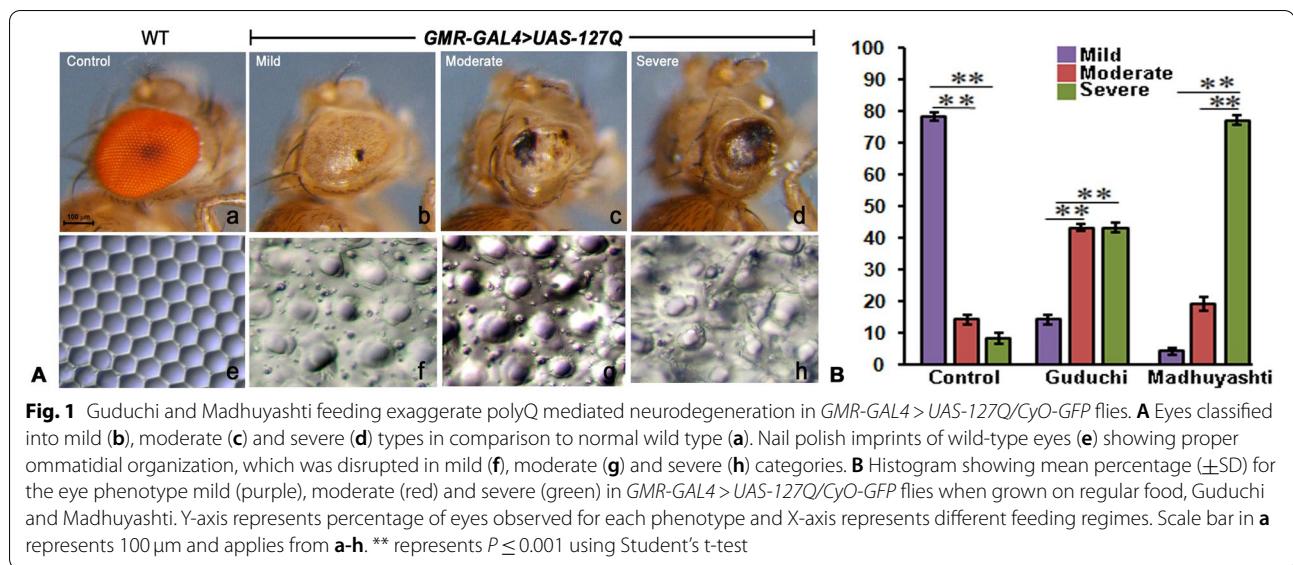 WT
GMR-GAL4>UAS-127Q
Control
Mild
Moderate
Severe
100 µm
a
b
c
d
e
f
g
h
A
100
90
80
70
60
50
40
30
20
10
0
Mild
Moderate
Severe
**
**
**
**
**
**
Control Guduchi Madhuyashti
B
Fig. 1 Guduchi and Madhuyashti feeding exaggerate polyQ mediated neurodegeneration in GMR-GAL4 > UAS-127Q/CyO-GFP flies. A Eyes classified
into mild (b), moderate (c) and severe (d) types in comparison to normal wild type (a). Nail polish imprints of wild-type eyes (e) showing proper
ommatidial organization, which was disrupted in mild (f), moderate (g) and severe (h) categories. B Histogram showing mean percentage (±SD) for
the eye phenotype mild (purple), moderate (red) and severe (green) in GMR-GAL4 > UAS-127Q/CyO-GFP flies when grown on regular food, Guduchi
and Madhuyashti. Y-axis represents percentage of eyes observed for each phenotype and X-axis represents different feeding regimes. Scale bar in a
represents 100 µm and applies from a-h. ** represents P ≤ 0.001 using Student's t-test